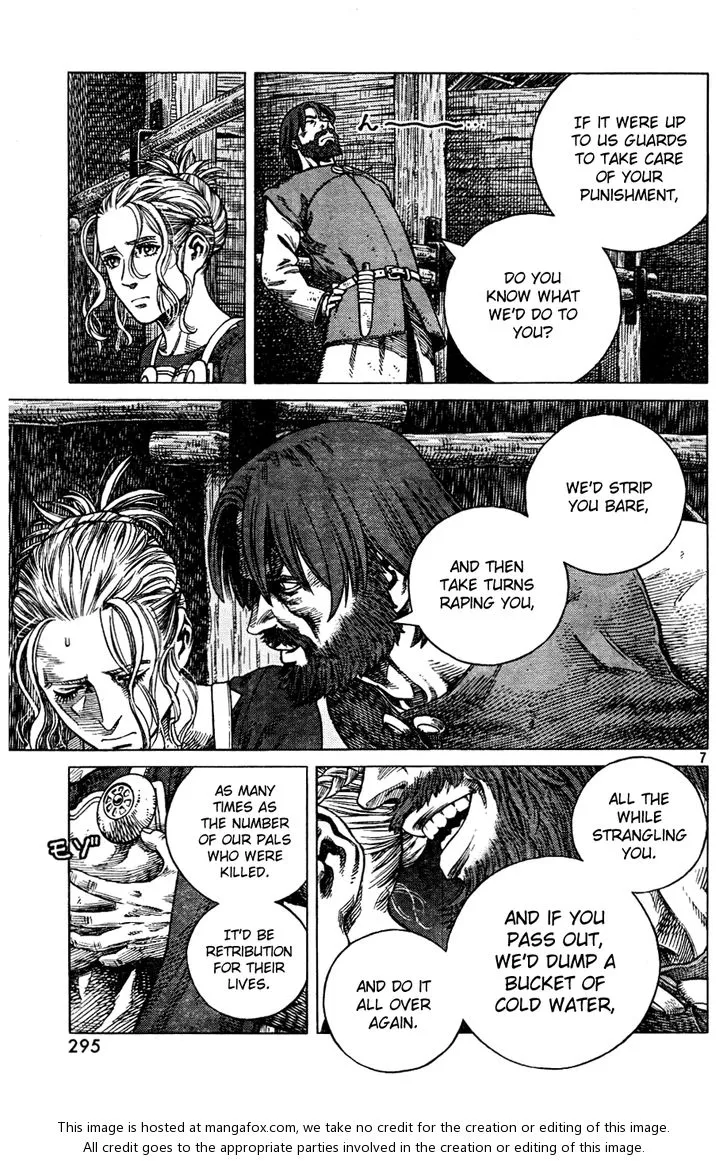 ん〜〜…
IF IT WERE UP
TO US GUARDS
TO TAKE CARE
OF YOUR
PUNISHMENT,
DO YOU
KNOW WHAT
WE'D DO TO
YOU?
WE'D STRIP
YOU BARE,
AND THEN
TAKE TURNS
RAPING YOU,
7
AS MANY
TIMES AS
THE NUMBER
OF OUR PALS
WHO WERE
KILLED.
モゾ
IT'D BE
RETRIBUTION
FOR THEIR
LIVES.
ALL THE
WHILE
STRANGLING
YOU.
AND IF YOU
PASS OUT,
WE'D DUMP A
BUCKET OF
COLD WATER,
AND DO IT
ALL OVER
AGAIN.
295
This image is hosted at mangafox.com, we take no credit for the creation or editing of this image.
All credit goes to the appropriate parties involved in the creation or editing of this image.